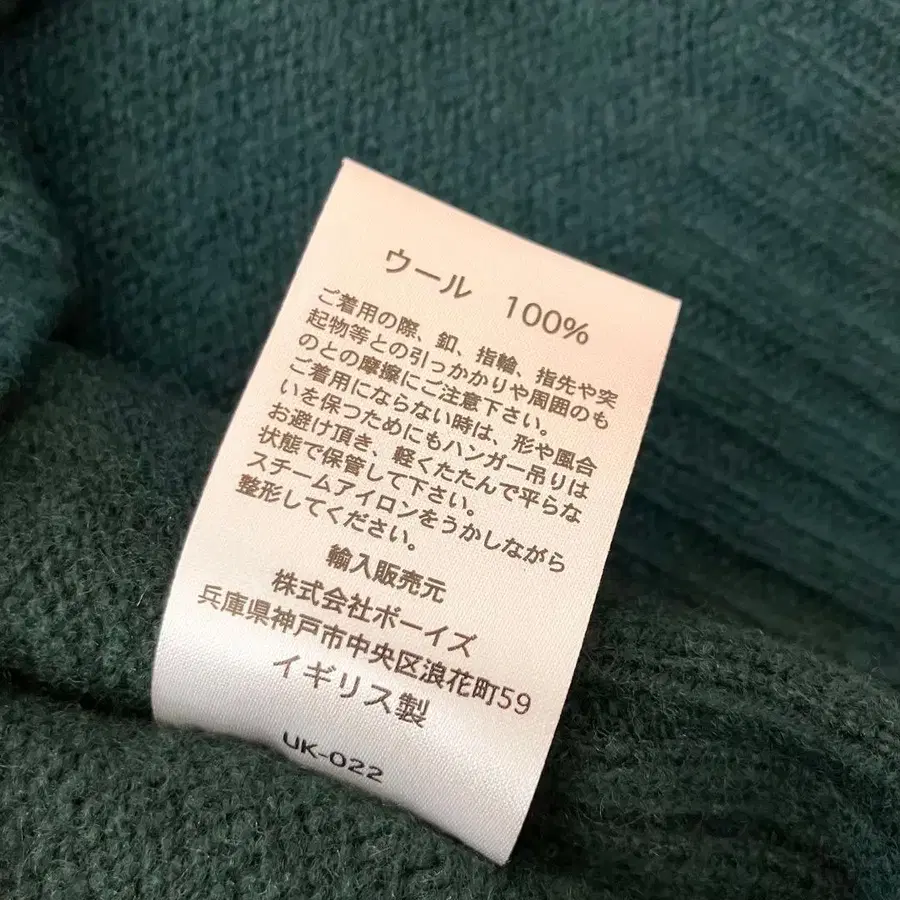 ウール 100%
ご着用の際、釦、指輪、指先や突
起物等との引っかかりや周囲のも
のとの摩擦にご注意下さい。
ご着用にならない時は、形や風合
いを保つためにもハンガー吊りは
お避け頂き、軽くたたんで平らな
状態で保管して下さい。
スチームアイロンをうかしながら
整形してください。
輸入販売元
株式会社ボーイズ
兵庫県神戸市中央区浪花町59
イギリス製
UK-022